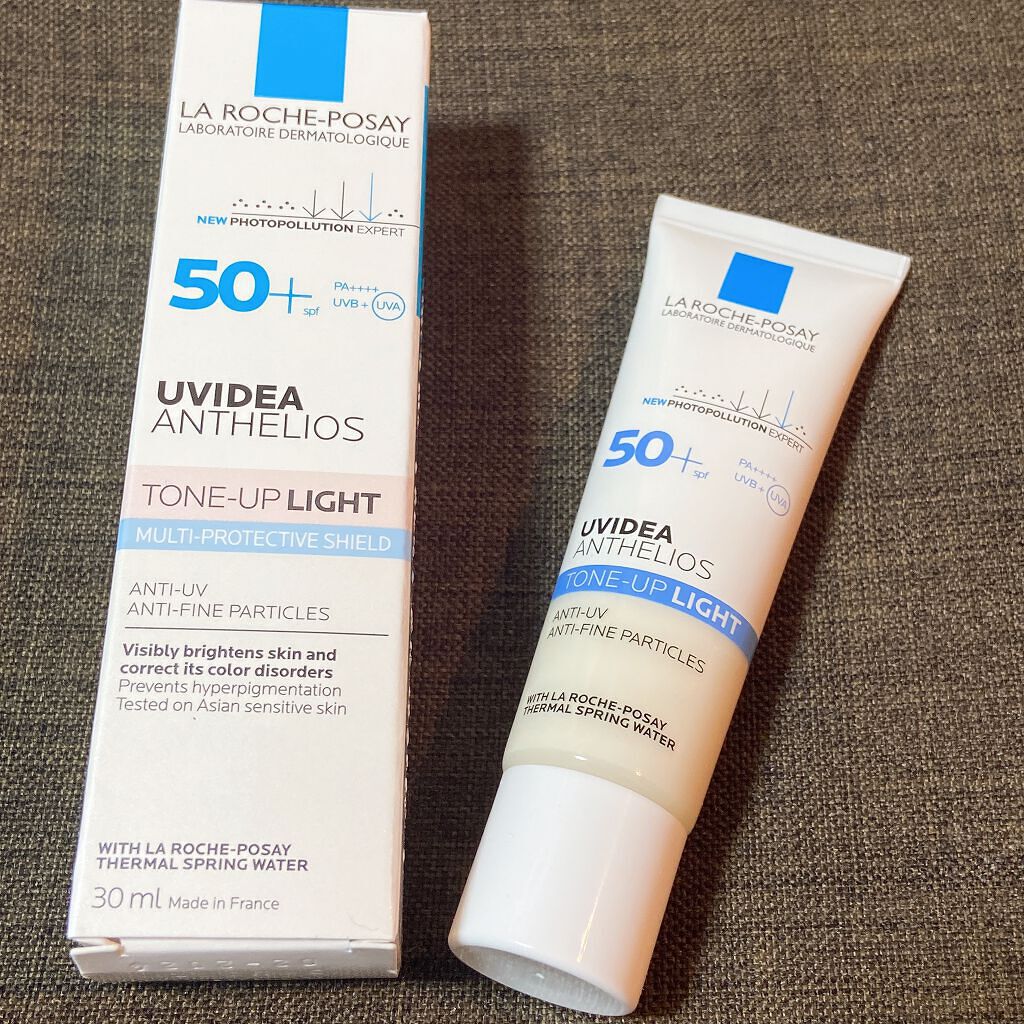 LA ROCHE-POSAY
LABORATOIRE DERMATOLOGIQUE
NEW PHOTOPOLLUTION EXPERT
50+ spf
PA++++
UVB + UVA
UVIDEA
ANTHELIOS
TONE-UP LIGHT
MULTI-PROTECTIVE SHIELD
ANTI-UV
ANTI-FINE PARTICLES
Visibly brightens skin and
correct its color disorders
Prevents hyperpigmentation
Tested on Asian sensitive skin
WITH LA ROCHE-POSAY
THERMAL SPRING WATER
30 ml Made in France
LA ROCHE-POSAY
LABORATOIRE DERMATOLOGIQUE
NEW PHOTOPOLLUTION EXPERT
50+ spf
PA++++
UVB + UVA
UVIDEA
ANTHELIOS
TONE-UP LIGHT
ANTI-UV
ANTI-FINE PARTICLES
WITH LA ROCHE-POSAY
THERMAL SPRING WATER